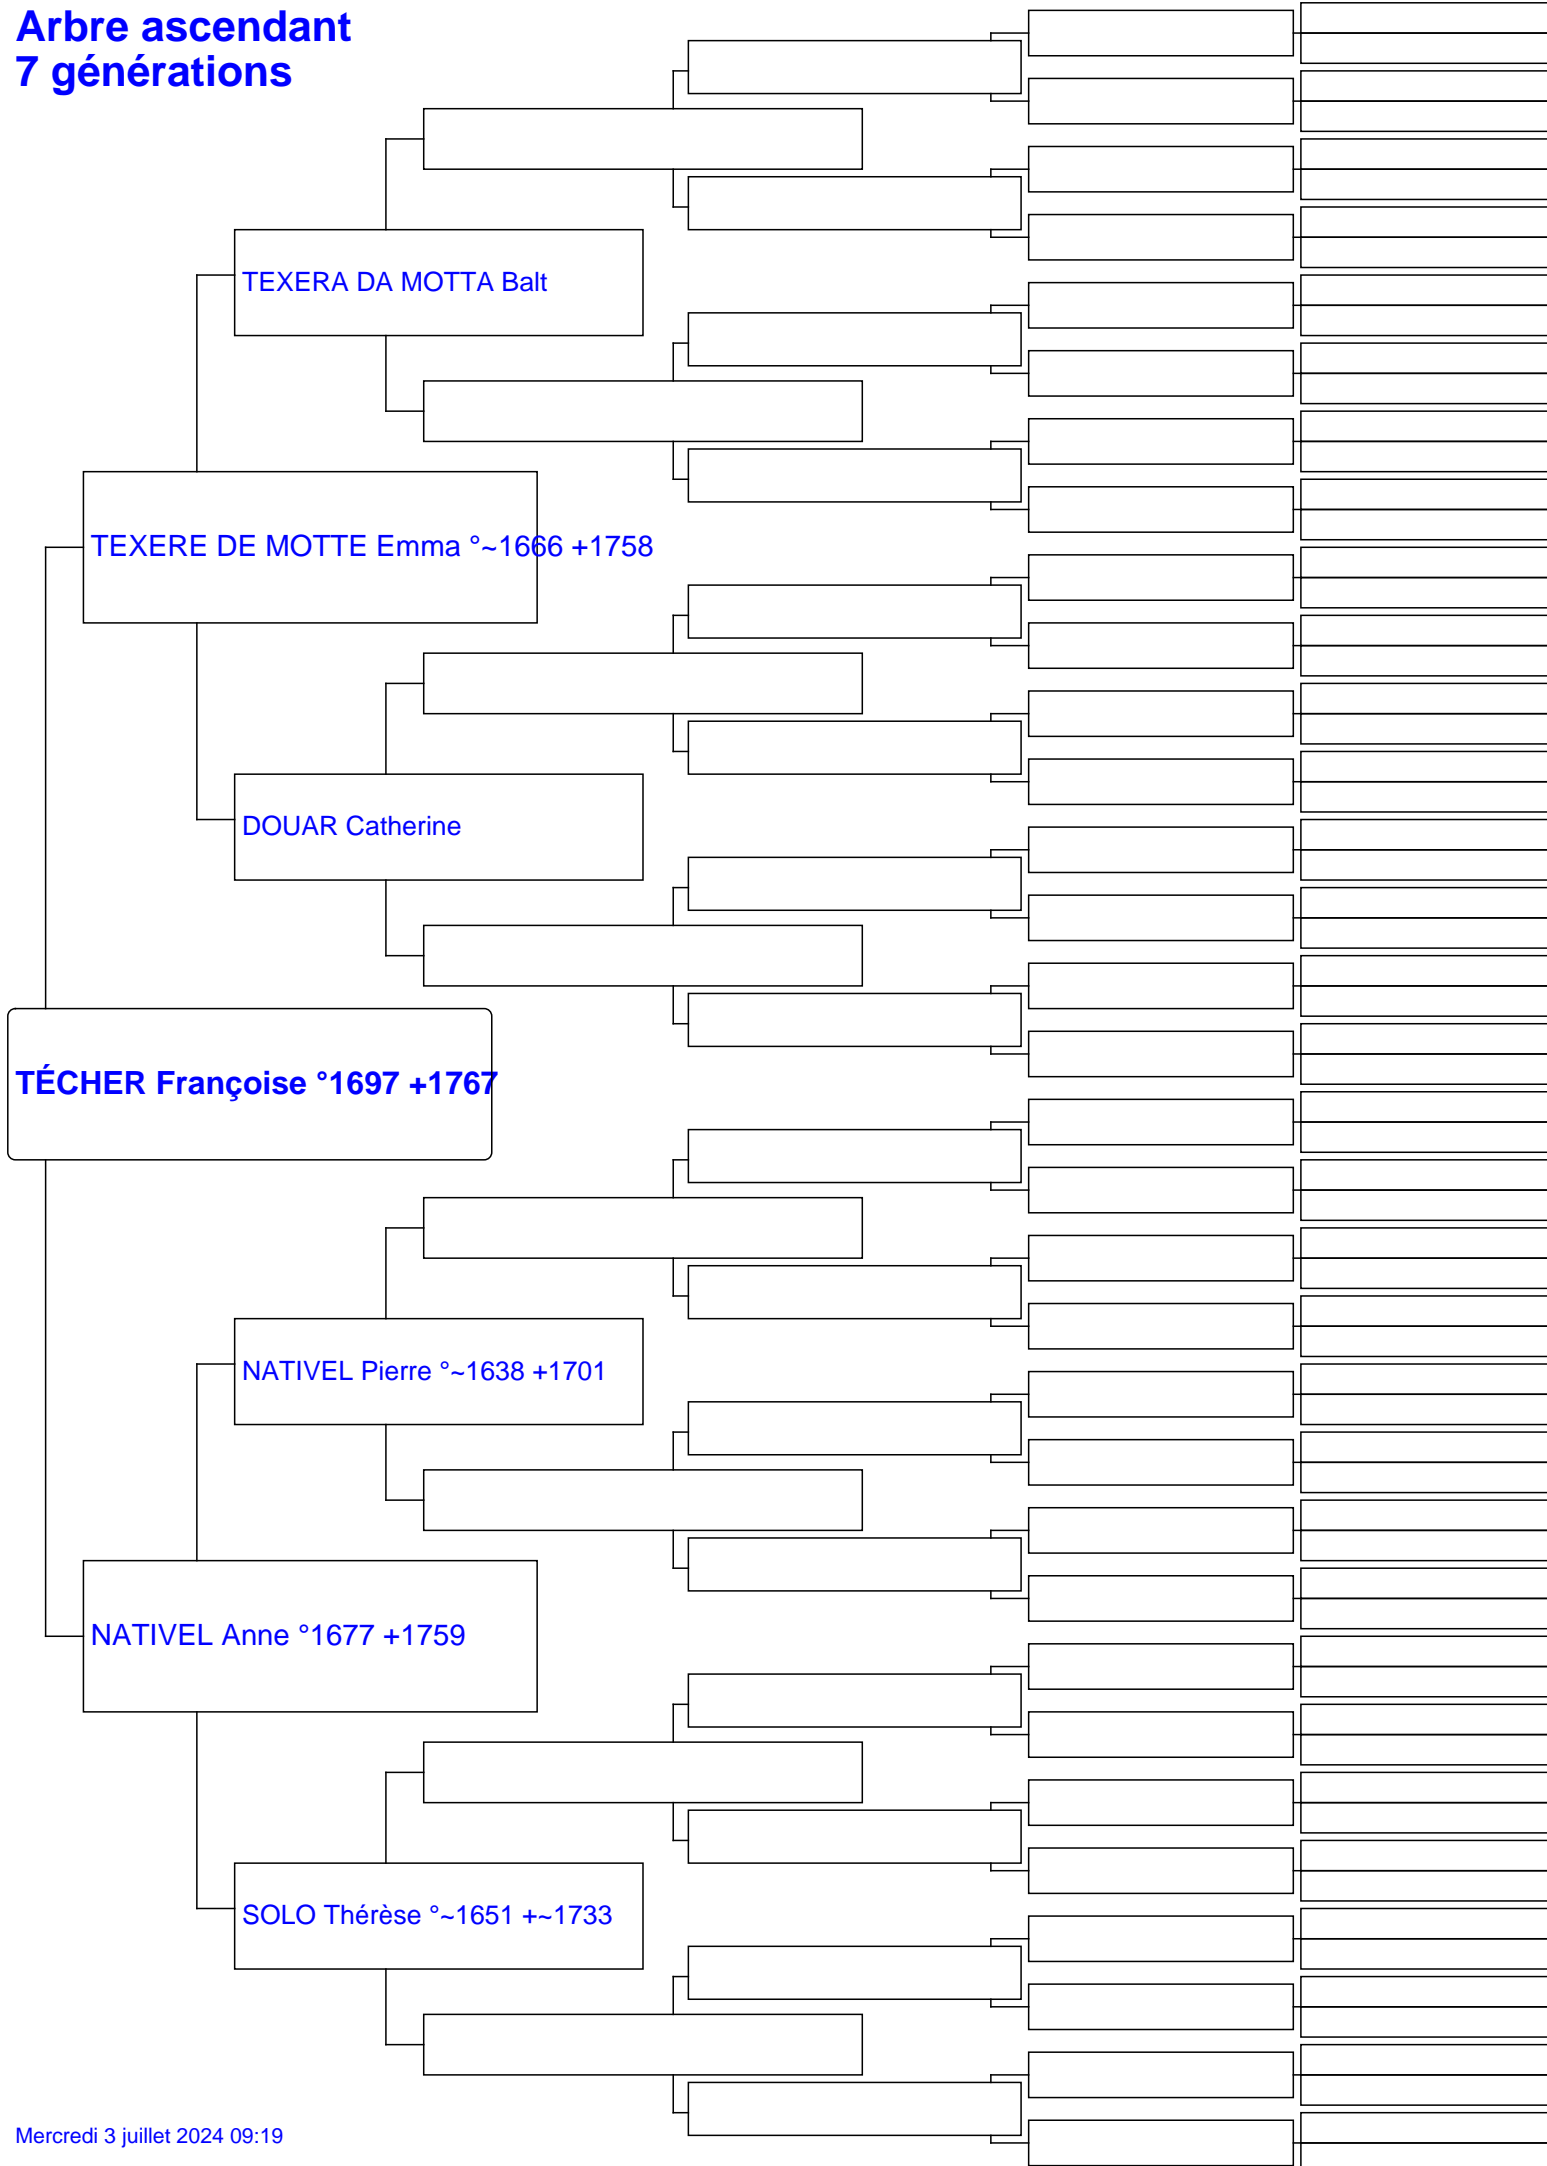 Arbre ascendant
7 générations
TEXERA DA MOTTA Balt
TEXERE DE MOTTE Emma °~1666 +1758
DOUAR Catherine
TÉCHER Françoise °1697 +1767
NATIVEL Pierre °~1638 +1701
NATIVEL Anne °1677 +1759
SOLO Thérèse °~1651 +~1733
Mercredi 3 juillet 2024 09:19